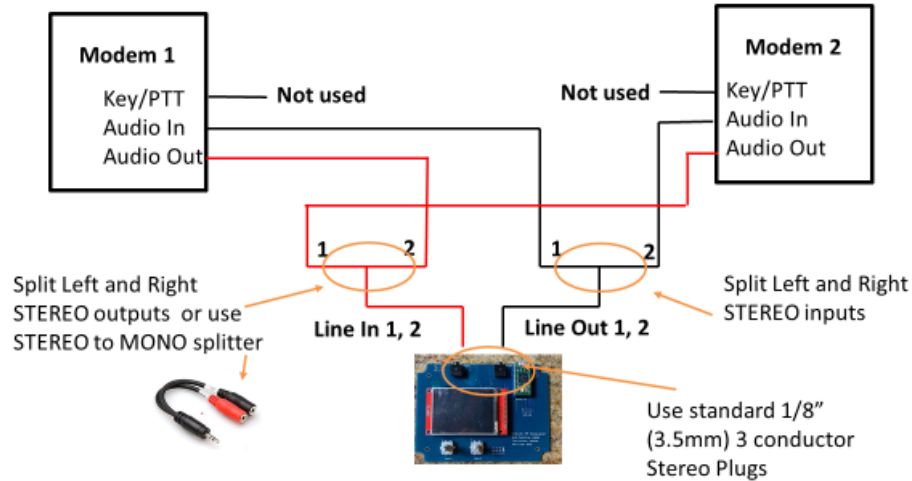 Modem 1
Key/PTT
Audio In
Audio Out
Not used
Modem 2
Not used
Key/PTT
Audio In
Audio Out
1
2
1
2
Split Left and Right
STEREO outputs or use
STEREO to MONO splitter
Line In 1, 2
Line Out 1, 2
Split Left and Right
STEREO inputs
Use standard 1/8”
(3.5mm) 3 conductor
Stereo Plugs